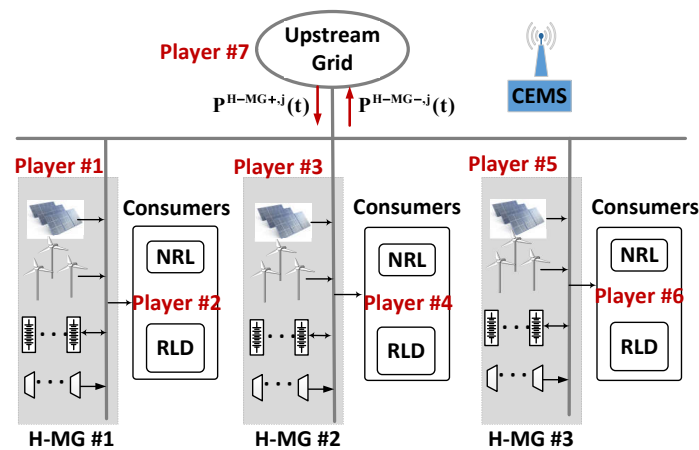 Upstream
Grid
Player #7
P^H−MG+,j(t)
P^H−MG-,j(t)
CEMS
Player #1
Consumers
NRL
Player #2
RLD
H-MG #1
Player #3
Consumers
NRL
Player #4
RLD
H-MG #2
Player #5
Consumers
NRL
Player #6
RLD
H-MG #3